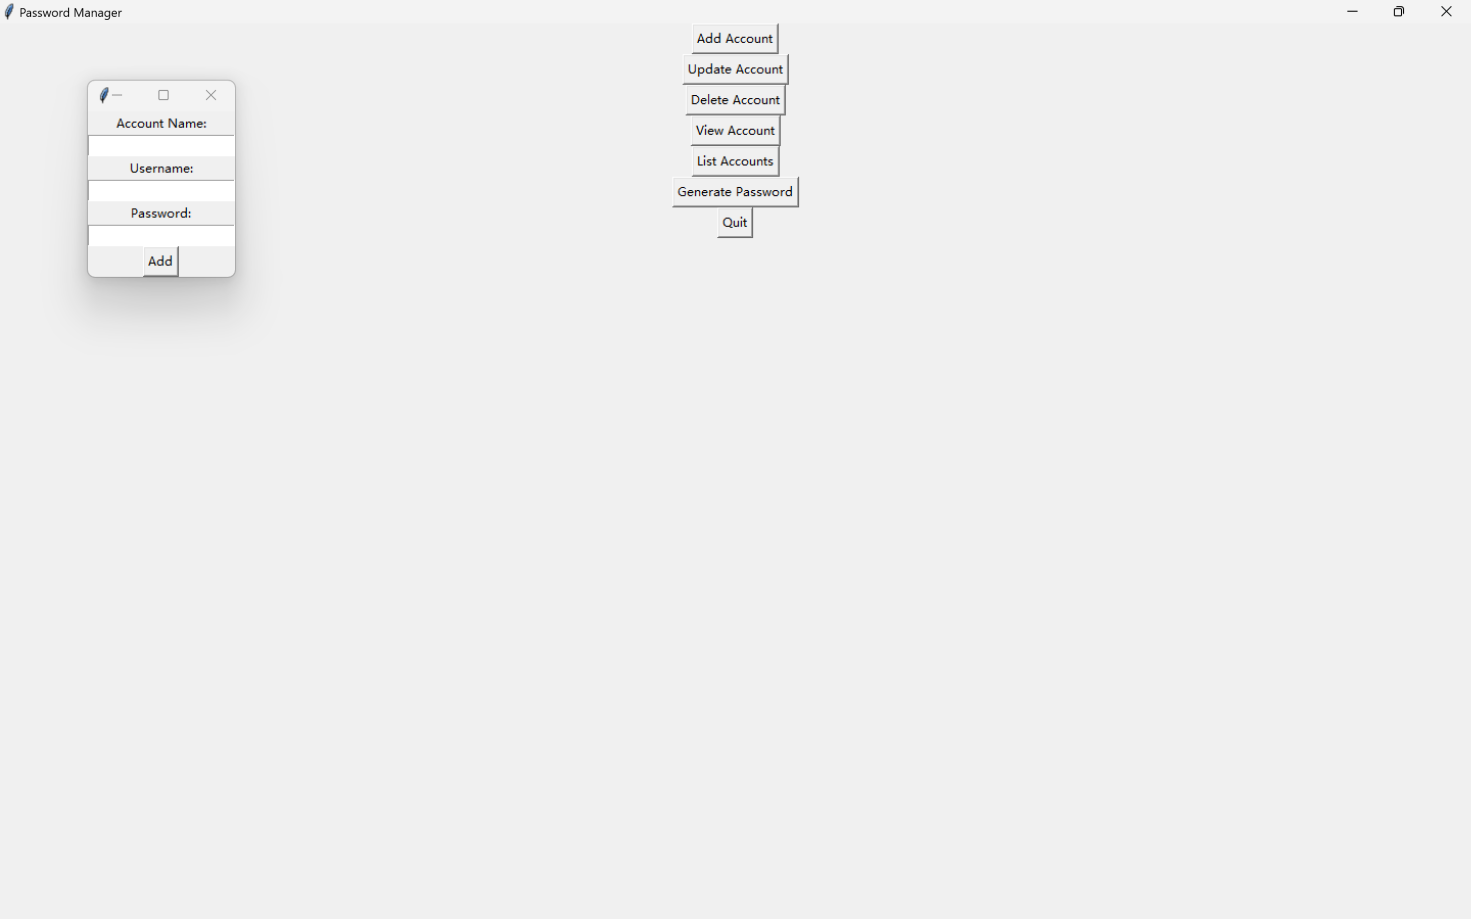 Password Manager
Add Account
Update Account
Delete Account
View Account
List Accounts
Generate Password
Quit
Account Name:
Username:
Password:
Add